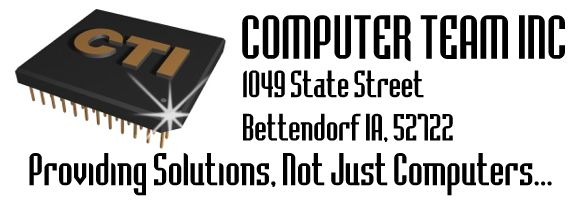 CTI
COMPUTER TEAM INC
1049 State Street
Bettendorf IA, 52722
Providing Solutions, Not Just Computers...